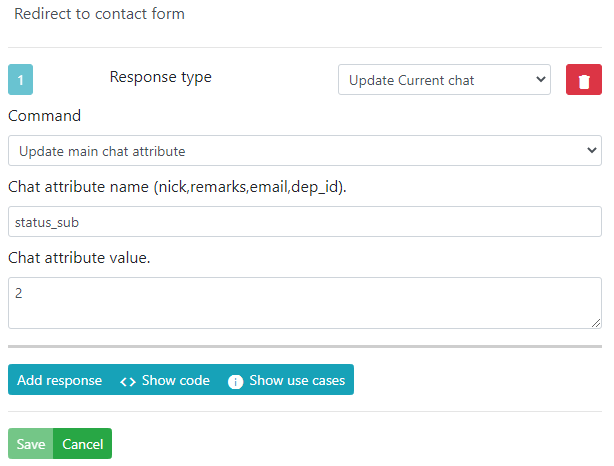 Redirect to contact form
1 Response type Update Current chat
Command
Update main chat attribute
Chat attribute name (nick,remarks,email,dep_id).
status_sub
Chat attribute value.
2
Add response Show code Show use cases
Save Cancel